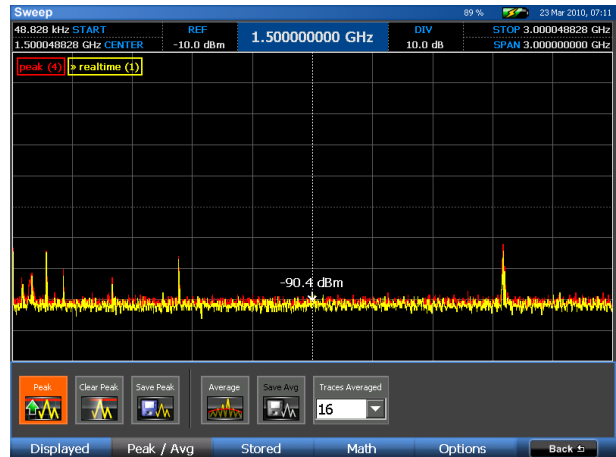 Sweep 89 % 23 Mar 2010, 07:11
48.828 kHz START REF 1.500000000 GHz DIV STOP 3.000048828 GHz
1.500048828 GHz CENTER -10.0 dBm 10.0 dB SPAN 3.000000000 GHz
peak (4) » realtime (1)
-90.4 dBm
Peak Clear Peak Save Peak Average Save Avg Traces Averaged
16
Displayed Peak / Avg Stored Math Options Back